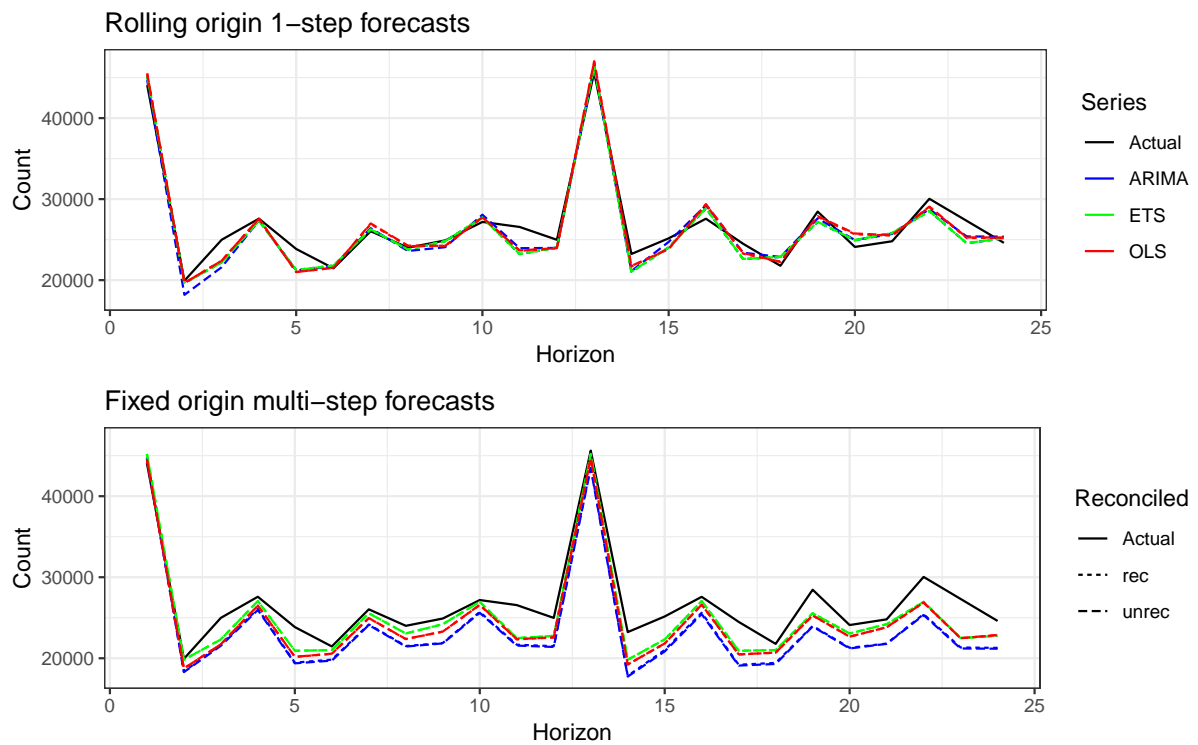 Rolling origin 1−step forecasts
40000
30000
20000
Count
0 5 10 15 20 25
Horizon
Series
Actual
ARIMA
ETS
OLS
Fixed origin multi−step forecasts
40000
30000
20000
Count
0 5 10 15 20 25
Horizon
Reconciled
Actual
rec
unrec